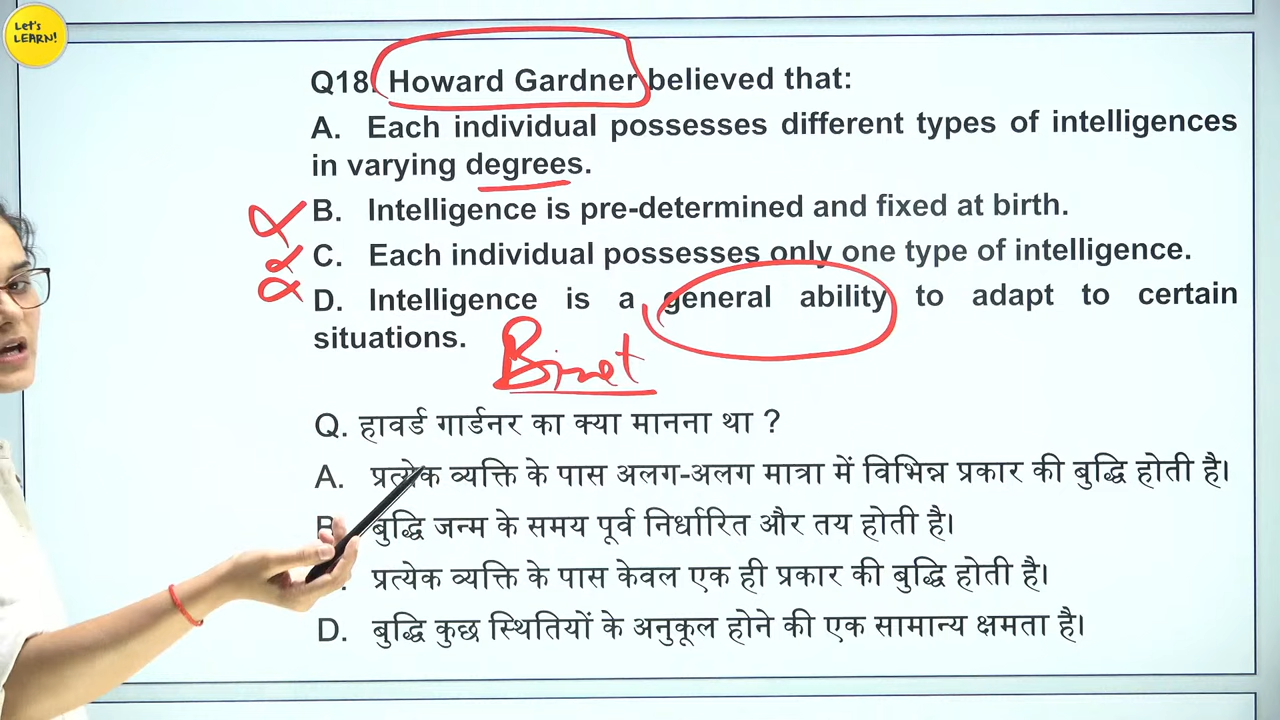 Let's
LEARN!
Q18. Howard Gardner believed that:
A. Each individual possesses different types of intelligences
in varying degrees.
B. Intelligence is pre-determined and fixed at birth.
C. Each individual possesses only one type of intelligence.
D. Intelligence is a general ability to adapt to certain
situations.
Binet
Q. हावर्ड गार्डनर का क्या मानना था ?
A. प्रत्येक व्यक्ति के पास अलग-अलग मात्रा में विभिन्न प्रकार की बुद्धि होती है।
B. बुद्धि जन्म के समय पूर्व निर्धारित और तय होती है।
प्रत्येक व्यक्ति के पास केवल एक ही प्रकार की बुद्धि होती है।
D. बुद्धि कुछ स्थितियों के अनुकूल होने की एक सामान्य क्षमता है।